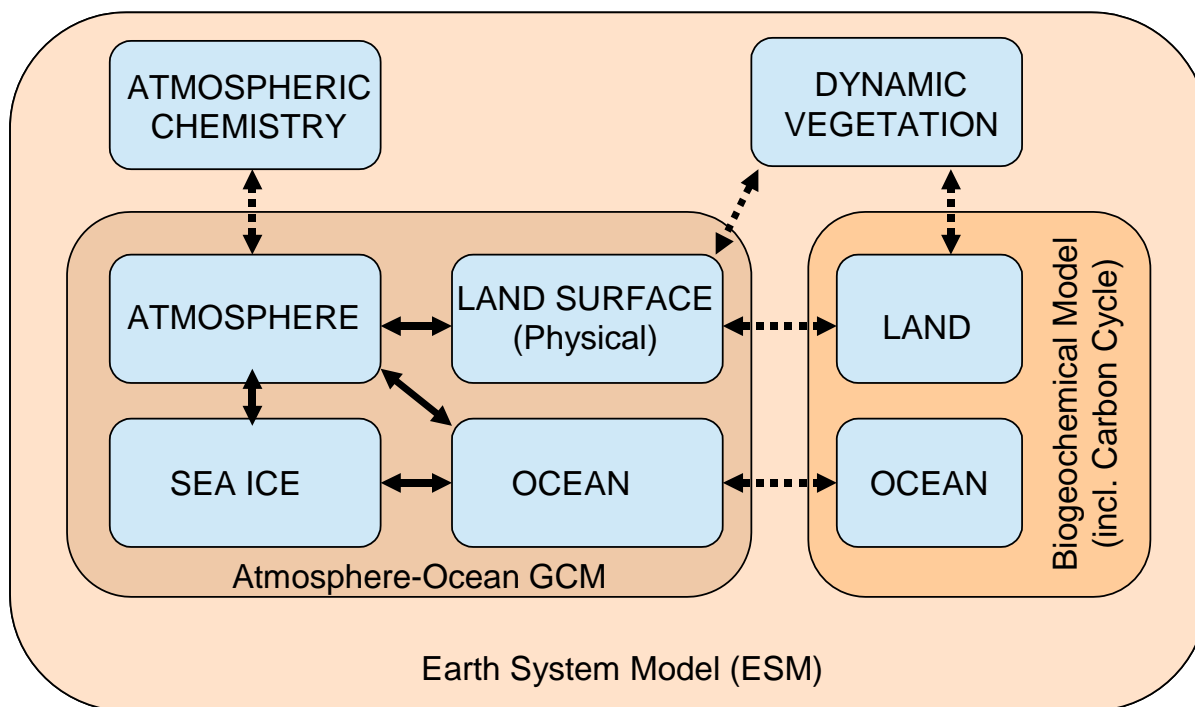 ATMOSPHERIC
CHEMISTRY
DYNAMIC
VEGETATION
ATMOSPHERE
LAND SURFACE
(Physical)
LAND
SEA ICE
OCEAN
OCEAN
Biogeochemical Model
(incl. Carbon Cycle)
Atmosphere-Ocean GCM
Earth System Model (ESM)